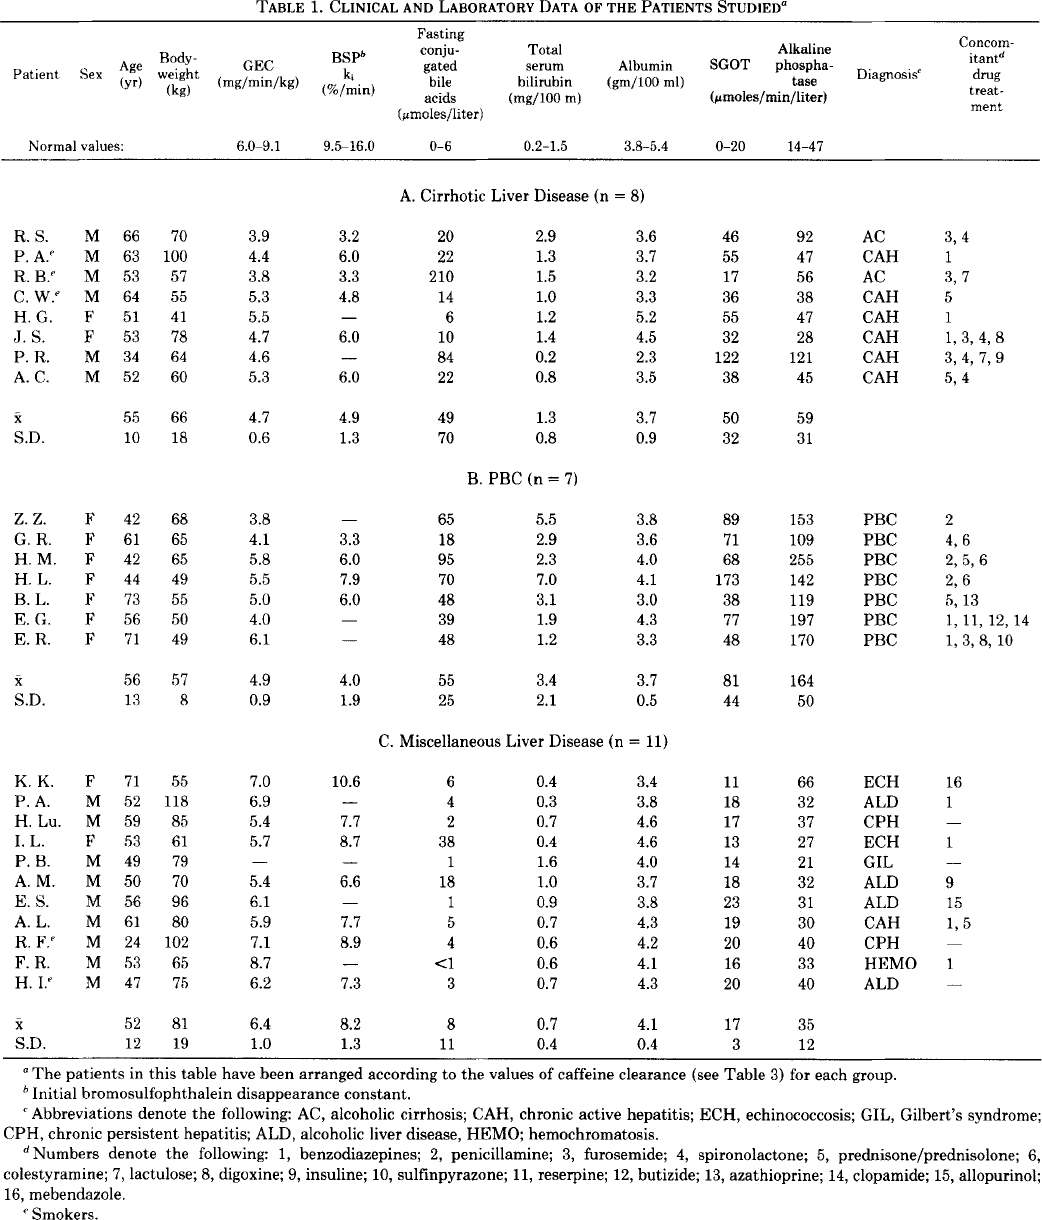 TABLE 1. CLINICAL AND LABORATORY DATA OF THE PATIENTS STUDIED^a
Patient Sex Age (yr) Body-weight (kg) GEC (mg/min/kg) BSP^b k_i (%/min) Fasting conju-gated bile acids (μmoles/liter) Total serum bilirubin (mg/100 m) Albumin (gm/100 ml) SGOT Alkaline phospha-tase (μmoles/min/liter) Diagnosis^c Concom-itant^d drug treat-ment
Normal values: 6.0–9.1 9.5–16.0 0–6 0.2–1.5 3.8–5.4 0–20 14–47
A. Cirrhotic Liver Disease (n = 8)
R. S. M 66 70 3.9 3.2 20 2.9 3.6 46 92 AC 3, 4
P. A.^e M 63 100 4.4 6.0 22 1.3 3.7 55 47 CAH 1
R. B.^e M 53 57 3.8 3.3 210 1.5 3.2 17 56 AC 3, 7
C. W.^e M 64 55 5.3 4.8 14 1.0 3.3 36 38 CAH 5
H. G. F 51 41 5.5 — 6 1.2 5.2 55 47 CAH 1
J. S. F 53 78 4.7 6.0 10 1.4 4.5 32 28 CAH 1, 3, 4, 8
P. R. M 34 64 4.6 — 84 0.2 2.3 122 121 CAH 3, 4, 7, 9
A. C. M 52 60 5.3 6.0 22 0.8 3.5 38 45 CAH 5, 4
x̄ 55 66 4.7 4.9 49 1.3 3.7 50 59
S.D. 10 18 0.6 1.3 70 0.8 0.9 32 31
B. PBC (n = 7)
Z. Z. F 42 68 3.8 — 65 5.5 3.8 89 153 PBC 2
G. R. F 61 65 4.1 3.3 18 2.9 3.6 71 109 PBC 4, 6
H. M. F 42 65 5.8 6.0 95 2.3 4.0 68 255 PBC 2, 5, 6
H. L. F 44 49 5.5 7.9 70 7.0 4.1 173 142 PBC 2, 6
B. L. F 73 55 5.0 6.0 48 3.1 3.0 38 119 PBC 5, 13
E. G. F 56 50 4.0 — 39 1.9 4.3 77 197 PBC 1, 11, 12, 14
E. R. F 71 49 6.1 — 48 1.2 3.3 48 170 PBC 1, 3, 8, 10
x̄ 56 57 4.9 4.0 55 3.4 3.7 81 164
S.D. 13 8 0.9 1.9 25 2.1 0.5 44 50
C. Miscellaneous Liver Disease (n = 11)
K. K. F 71 55 7.0 10.6 6 0.4 3.4 11 66 ECH 16
P. A. M 52 118 6.9 — 4 0.3 3.8 18 32 ALD 1
H. Lu. M 59 85 5.4 7.7 2 0.7 4.6 17 37 CPH —
I. L. F 53 61 5.7 8.7 38 0.4 4.6 13 27 ECH 1
P. B. M 49 79 — — 1 1.6 4.0 14 21 GIL —
A. M. M 50 70 5.4 6.6 18 1.0 3.7 18 32 ALD 9
E. S. M 56 96 6.1 — 1 0.9 3.8 23 31 ALD 15
A. L. M 61 80 5.9 7.7 5 0.7 4.3 19 30 CAH 1, 5
R. F.^e M 24 102 7.1 8.9 4 0.6 4.2 20 40 CPH —
F. R. M 53 65 8.7 — <1 0.6 4.1 16 33 HEMO 1
H. I.^e M 47 75 6.2 7.3 3 0.7 4.3 20 40 ALD —
x̄ 52 81 6.4 8.2 8 0.7 4.1 17 35
S.D. 12 19 1.0 1.3 11 0.4 0.4 3 12
^a The patients in this table have been arranged according to the values of caffeine clearance (see Table 3) for each group.
^b Initial bromosulfophthalein disappearance constant.
^c Abbreviations denote the following: AC, alcoholic cirrhosis; CAH, chronic active hepatitis; ECH, echinococcosis; GIL, Gilbert's syndrome;
CPH, chronic persistent hepatitis; ALD, alcoholic liver disease, HEMO; hemochromatosis.
^d Numbers denote the following: 1, benzodiazepines; 2, penicillamine; 3, furosemide; 4, spironolactone; 5, prednisone/prednisolone; 6,
colestyramine; 7, lactulose; 8, digoxine; 9, insuline; 10, sulfinpyrazone; 11, reserpine; 12, butizide; 13, azathioprine; 14, clopamide; 15, allopurinol;
16, mebendazole.
^e Smokers.